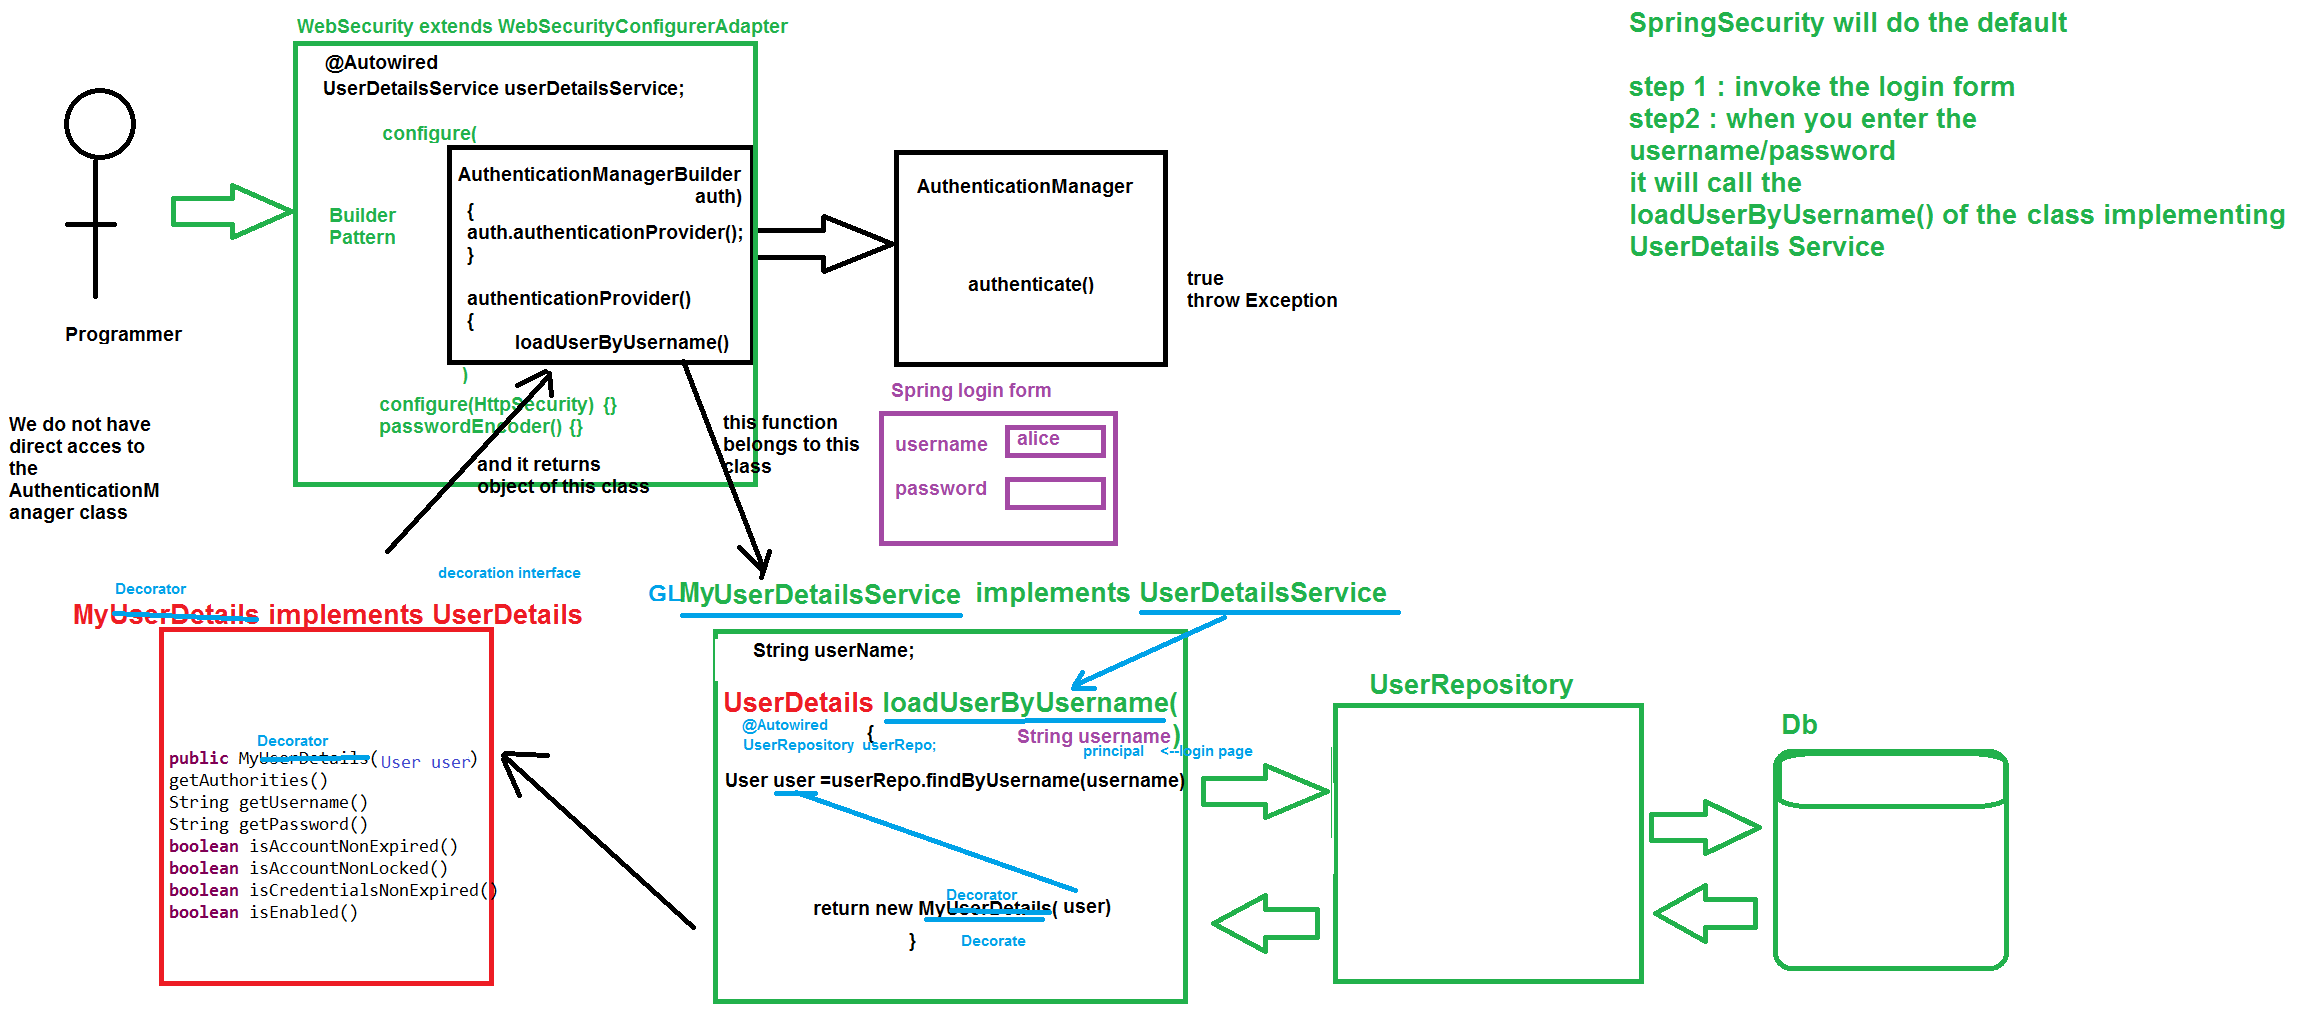 WebSecurity extends WebSecurityConfigurerAdapter
@Autowired
UserDetailsService userDetailsService;
configure(
AuthenticationManagerBuilder
auth)
{
auth.authenticationProvider();
}
authenticationProvider()
{
loadUserByUsername()
)
configure(HttpSecurity) {}
passwordEncoder() {}
Builder
Pattern
Programmer
We do not have
direct acces to
the
AuthenticationM
anager class
and it returns
object of this class
this function
belongs to this
class
AuthenticationManager
authenticate()
true
throw Exception
Spring login form
username alice
password
SpringSecurity will do the default
step 1 : invoke the login form
step2 : when you enter the
username/password
it will call the
loadUserByUsername() of the class implementing
UserDetails Service
decoration interface
Decorator
MyUserDetails implements UserDetails
Decorator
public MyUserDetails(User user)
getAuthorities()
String getUsername()
String getPassword()
boolean isAccountNonExpired()
boolean isAccountNonLocked()
boolean isCredentialsNonExpired()
boolean isEnabled()
GLMyUserDetailsService implements UserDetailsService
String userName;
UserDetails loadUserByUsername(
@Autowired
{
String username)
UserRepository userRepo;
principal <--login page
User user =userRepo.findByUsername(username)
Decorator
return new MyUserDetails( user)
} Decorate
UserRepository
Db